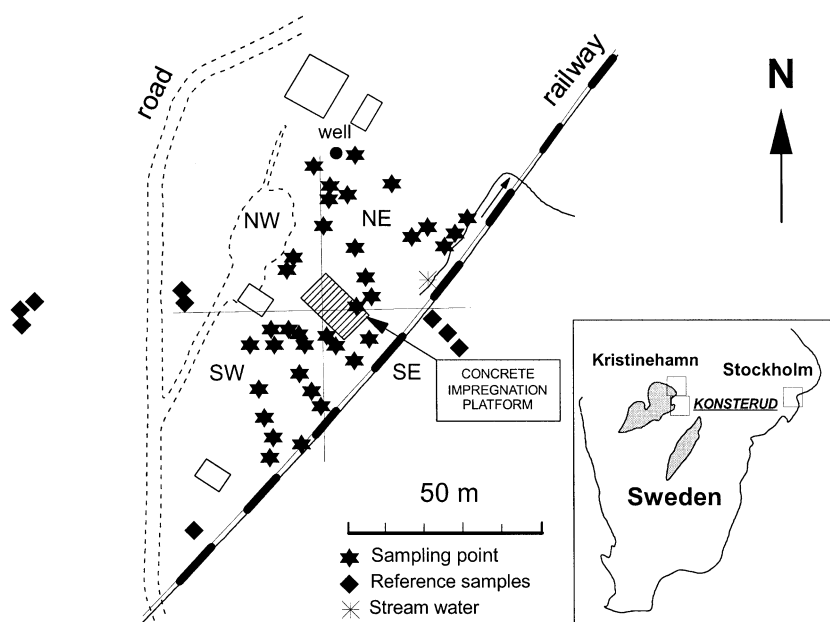 road
railway
N
well
NW
NE
SW
SE
CONCRETE
IMPREGNATION
PLATFORM
50 m
Sampling point
Reference samples
Stream water
Kristinehamn
Stockholm
KONSTERUD
Sweden